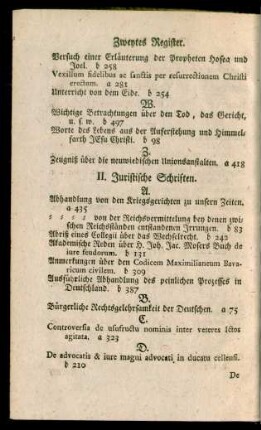 Zweytes Register.
Versuch einer Erläuterung der Propheten Hosea und
Joel. b 258
Vexillum fidelibus ac sanctis per resurrectionem Christi
erectum. a 281
Unterricht von dem Eide. b 254
W.
Wichtige Betrachtungen über den Tod, das Gericht,
u. s. w. b 497
Worte des Lebens aus der Auferstehung und Himmel-
farth JEsu Christi. b 98
Z.
Zeugniß über die neuwiedischen Unionsanstalten. a 418
II. Juristische Schriften.
A.
Abhandlung von den Kriegsgerichten zu unsern Zeiten.
a 435
= = = = von der Reichsvermittelung bey denen zwi-
schen Reichsständen entstandenen Irrungen. b 83
Abriß eines Collegii über das Wechselrecht. b 242
Akademische Reden über H. Joh. Jac. Mosers Buch de
iure feudorum. b 131
Anmerkungen über den Codicem Maximilianeum Bava-
ricum civilem. b 309
Ausführliche Abhandlung des peinlichen Prozesses in
Deutschland. b 387
B.
Bürgerliche Rechtsgelehrsamkeit der Deutschen. a 75
C.
Controversia de usufructu nominis inter veteres Ictos
agitata. a 323
D.
De advocatis & iure magni advocati in ducatu cellensi.
b 210
De